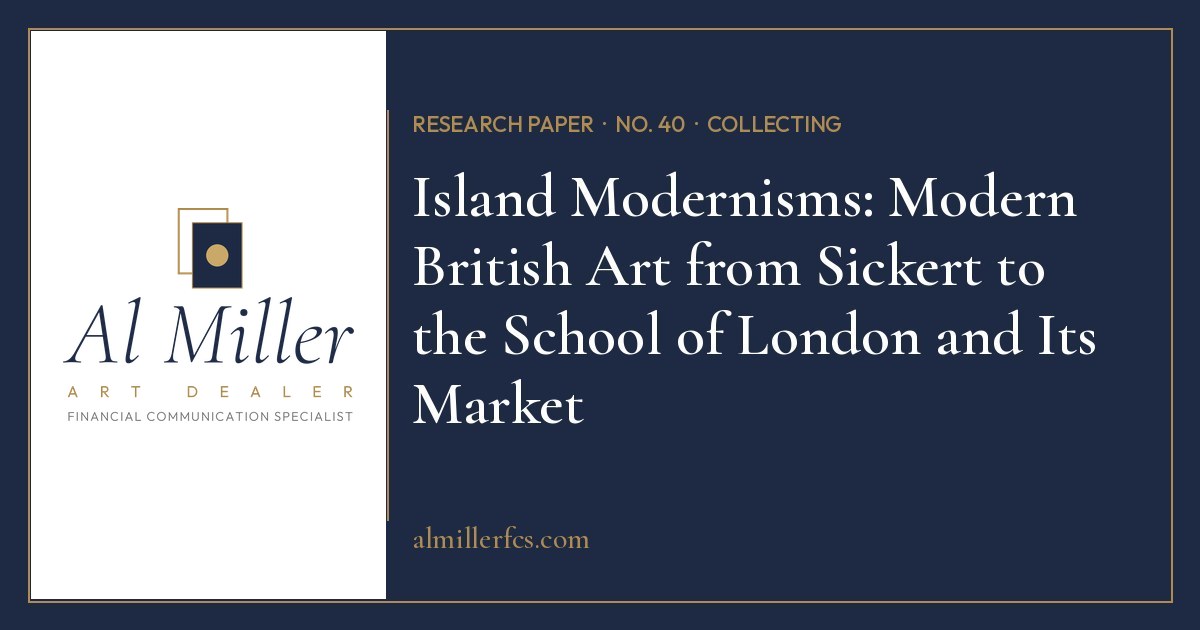 Al Miller
ART DEALER
FINANCIAL COMMUNICATION SPECIALIST
RESEARCH PAPER · NO. 40 · COLLECTING
Island Modernisms: Modern
British Art from Sickert to
the School of London and Its
Market
almillerfcs.com